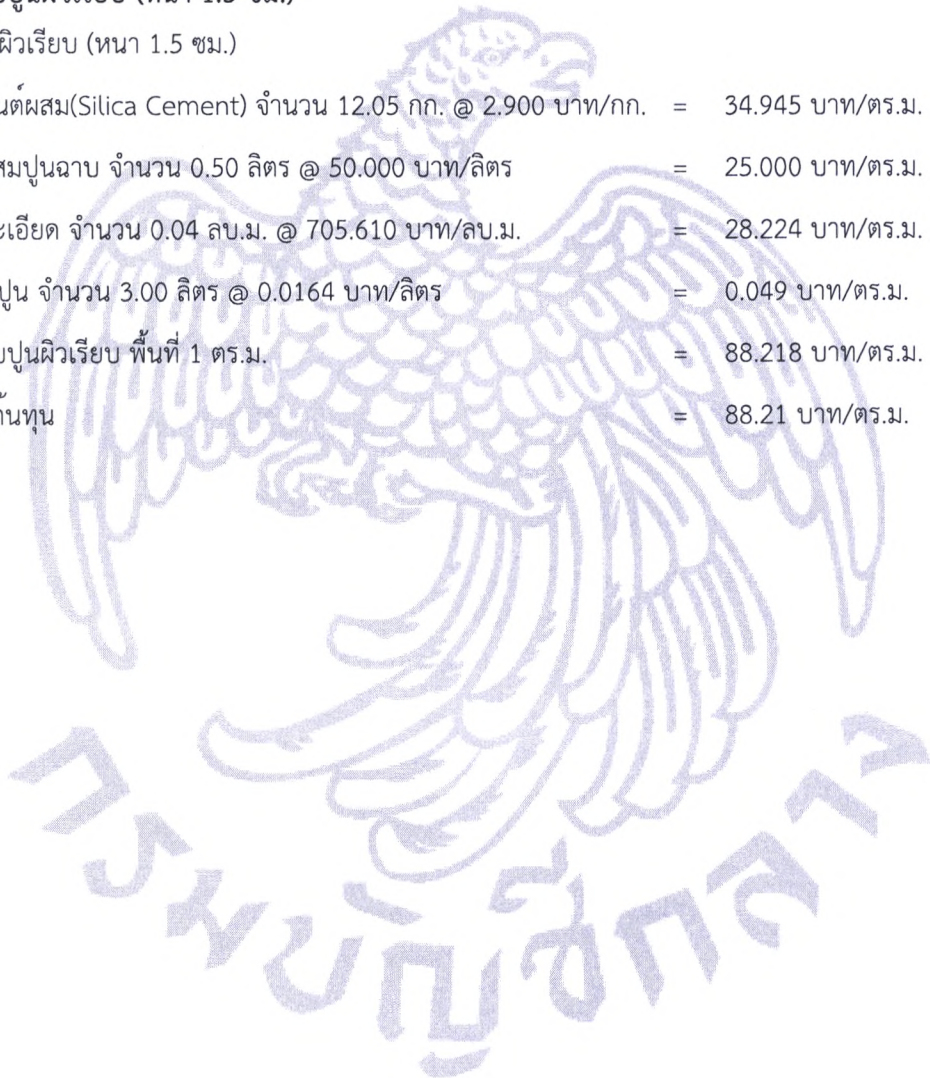 ผิวเรียบ (หนา 1.5 ซม.)
นต์ผสม(Silica Cement) จำนวน 12.05 กก. @ 2.900 บาท/กก. = 34.945 บาท/ตร.ม.
สมปูนฉาบ จำนวน 0.50 ลิตร @ 50.000 บาท/ลิตร = 25.000 บาท/ตร.ม.
ะเอียด จำนวน 0.04 ลบ.ม. @ 705.610 บาท/ลบ.ม. = 28.224 บาท/ตร.ม.
ปูน จำนวน 3.00 ลิตร @ 0.0164 บาท/ลิตร = 0.049 บาท/ตร.ม.
บปูนผิวเรียบ พื้นที่ 1 ตร.ม. = 88.218 บาท/ตร.ม.
ต้นทุน = 88.21 บาท/ตร.ม.
กรมบัญชีกลาง